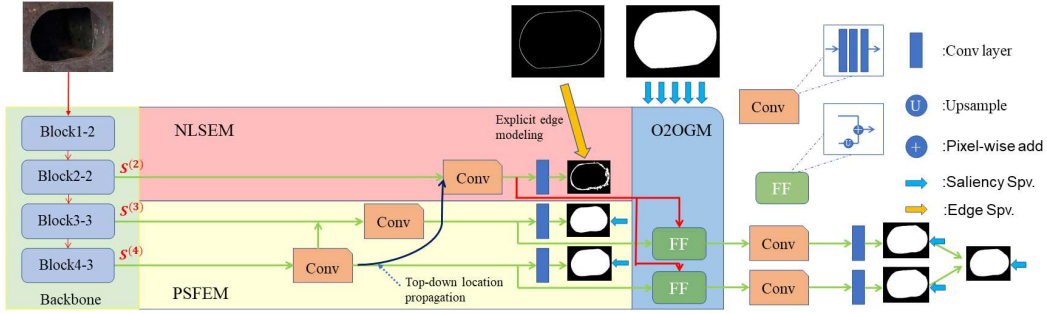 NLSEM
Explicit edge
modeling
O2OGM
Block1-2
Block2-2
Block3-3
Block4-3
Backbone
S(2)
S(3)
S(4)
Conv
Conv
Conv
Top-down location
propagation
PSFEM
FF
FF
Conv
Conv
Conv
FF
:Conv layer
U
:Upsample
+
:Pixel-wise add
:Saliency Spv.
:Edge Spv.
U
+